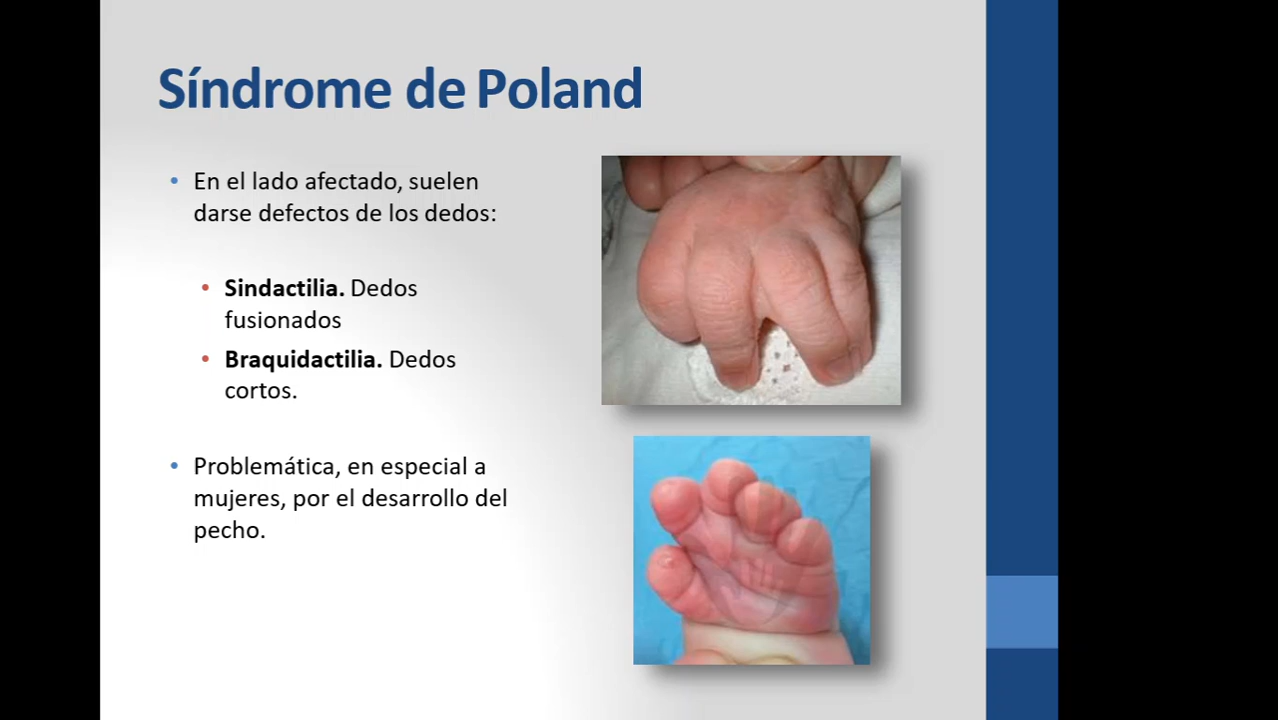 Síndrome de Poland
En el lado afectado, suelen
darse defectos de los dedos:
Sindactilia. Dedos
fusionados
Braquidactilia. Dedos
cortos.
Problemática, en especial a
mujeres, por el desarrollo del
pecho.